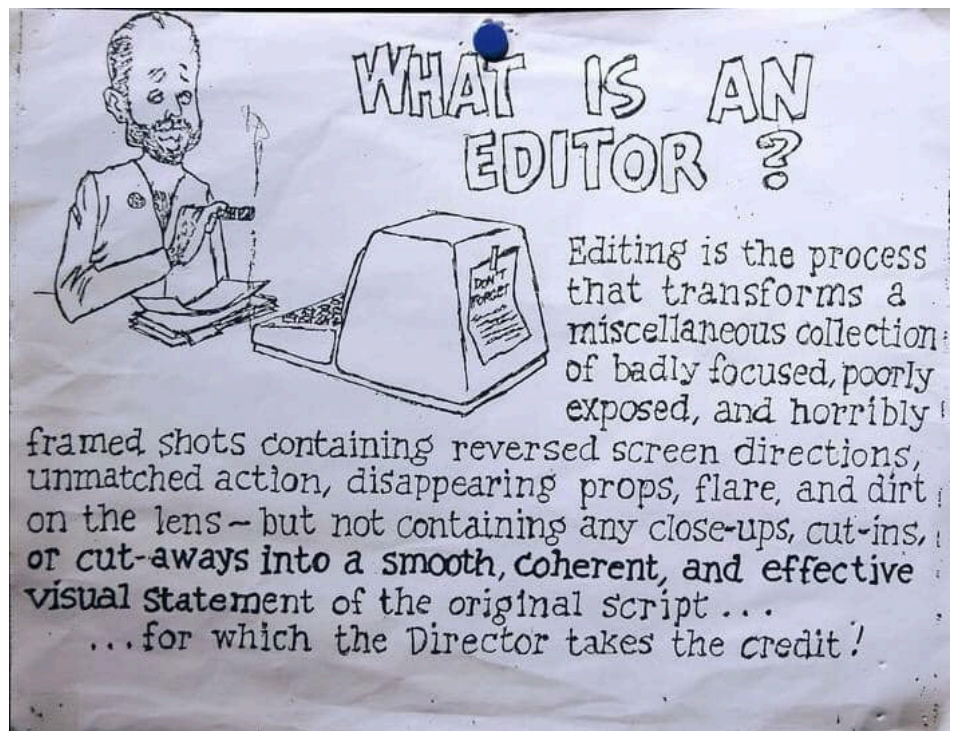 WHAT IS AN
EDITOR ?
DON'T
FORGET
Editing is the process
that transforms a
miscellaneous collection
of badly focused, poorly
exposed, and horribly
framed shots containing reversed screen directions,
unmatched action, disappearing props, flare, and dirt
on the lens – but not containing any close-ups, cut-ins,
or cut-aways into a smooth, coherent, and effective
visual statement of the original script ...
...for which the Director takes the credit!